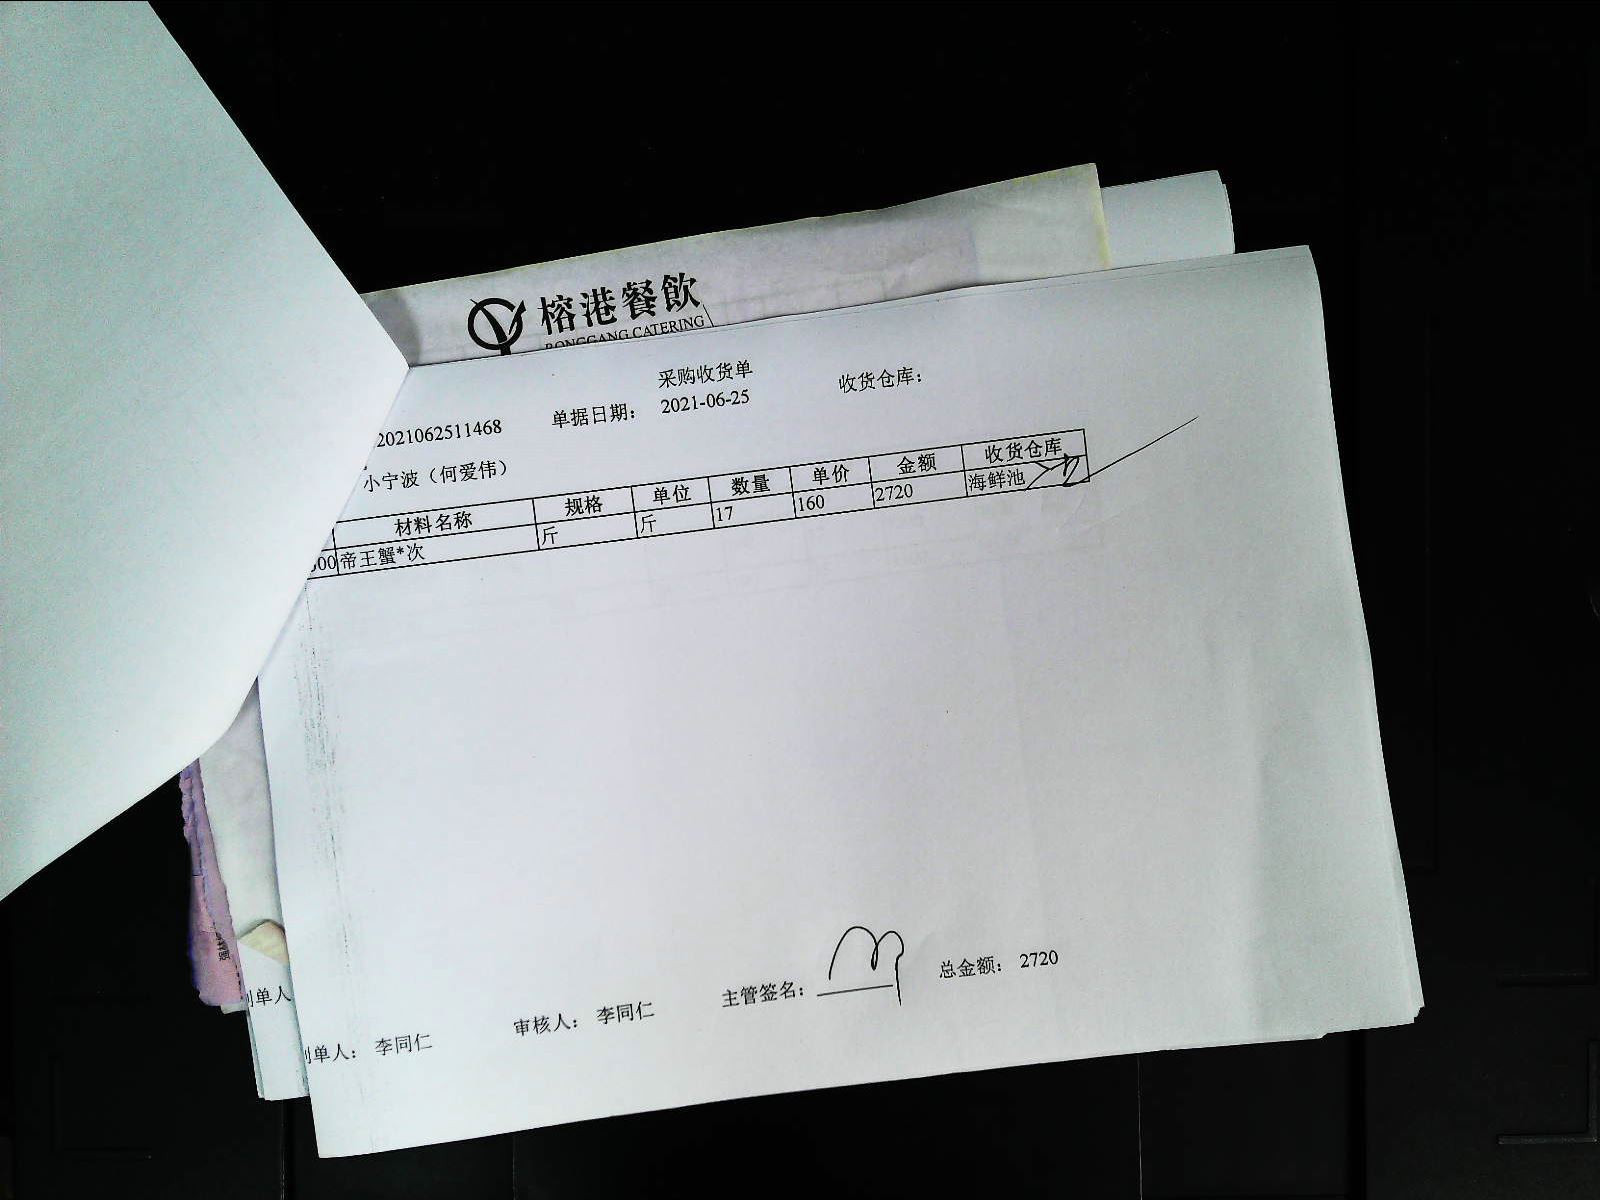 榕港餐飲
RONGGANG CATERING
采购收货单
2021062511468 单据日期: 2021-06-25 收货仓库:
小宁波（何爱伟）
材料名称 规格 单位 数量 单价 金额 收货仓库
00 帝王蟹*次 斤 斤 17 160 2720 海鲜池
主管签名: 总金额: 2720
审核人: 李同仁
单人: 李同仁
单人